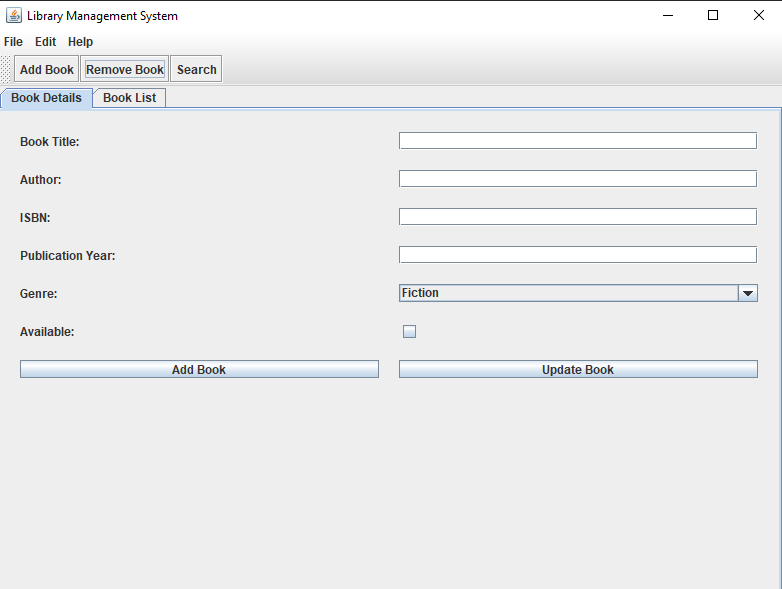 Library Management System
File Edit Help
Add Book Remove Book Search
Book Details Book List
Book Title:
Author:
ISBN:
Publication Year:
Genre: Fiction
Available:
Add Book Update Book